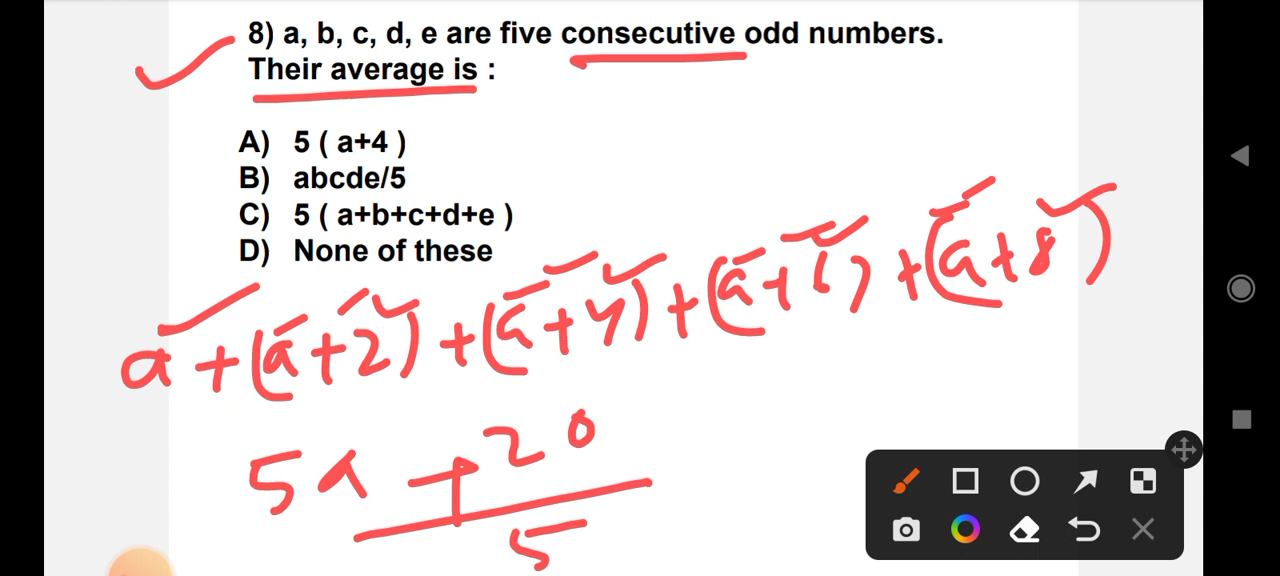 8) a, b, c, d, e are five consecutive odd numbers.
Their average is :
A) 5 ( a+4 )
B) abcde/5
C) 5 ( a+b+c+d+e )
D) None of these
a + (a+2) + (a+4) + (a+6) + (a+8)
5a + 20
5